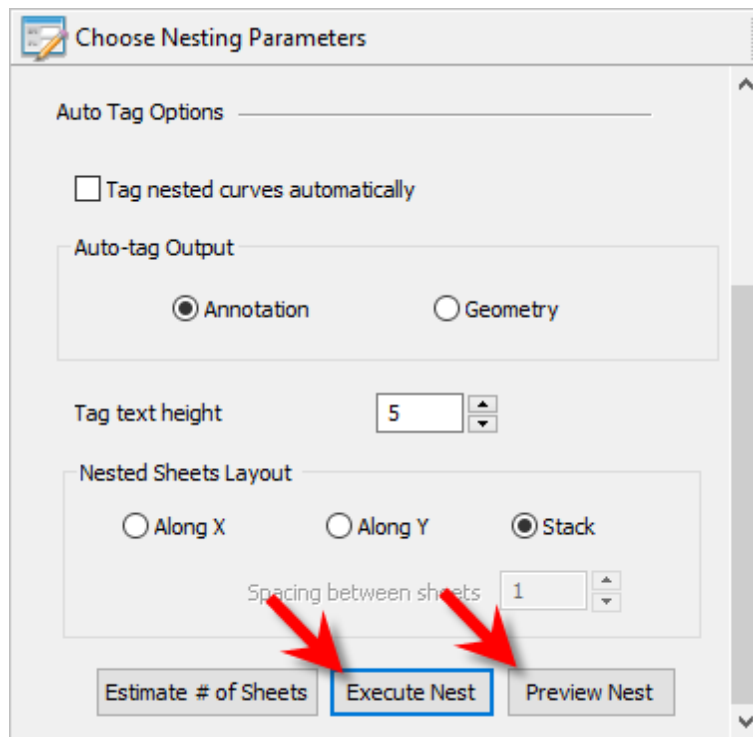 Choose Nesting Parameters
Auto Tag Options
Tag nested curves automatically
Auto-tag Output
Annotation Geometry
Tag text height 5
Nested Sheets Layout
Along X Along Y Stack
Spacing between sheets 1
Estimate # of Sheets Execute Nest Preview Nest